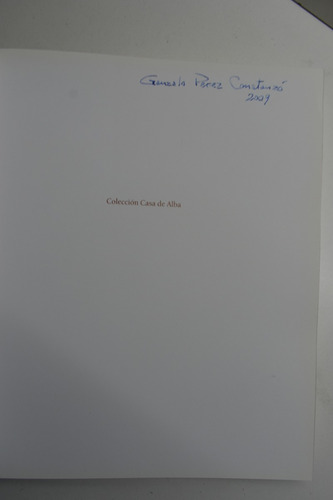 Gonzalo Pérez Constanzó
2009
Colección Casa de Alba